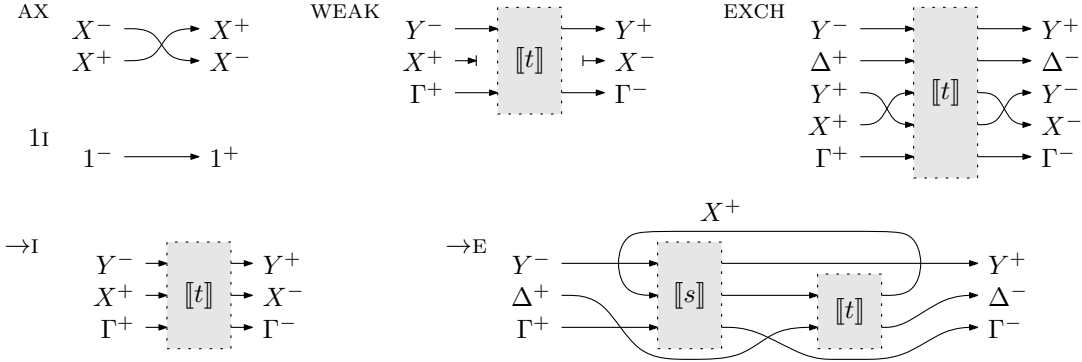 AX
X⁻ X⁺
X⁺ X⁻
WEAK
Y⁻ Y⁺
X⁺ ⟦t⟧ X⁻
Γ⁺ Γ⁻
EXCH
Y⁻ Y⁺
Δ⁺ Δ⁻
Y⁺ ⟦t⟧ Y⁻
X⁺ X⁻
Γ⁺ Γ⁻
1I
1⁻ 1⁺
→I
Y⁻ Y⁺
X⁺ ⟦t⟧ X⁻
Γ⁺ Γ⁻
→E
X⁺
Y⁻ Y⁺
Δ⁺ ⟦s⟧ ⟦t⟧ Δ⁻
Γ⁺ Γ⁻